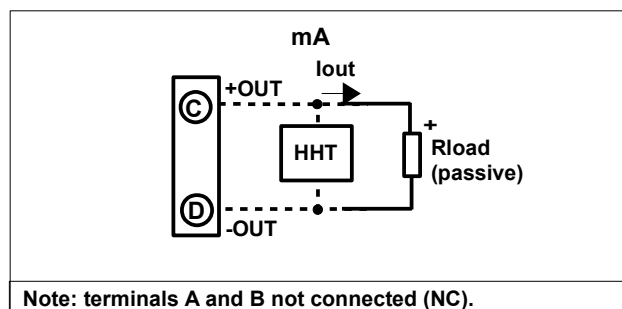 mA
Iout
+OUT
C
+
HHT
Rload
(passive)
D
-OUT
Note: terminals A and B not connected (NC).